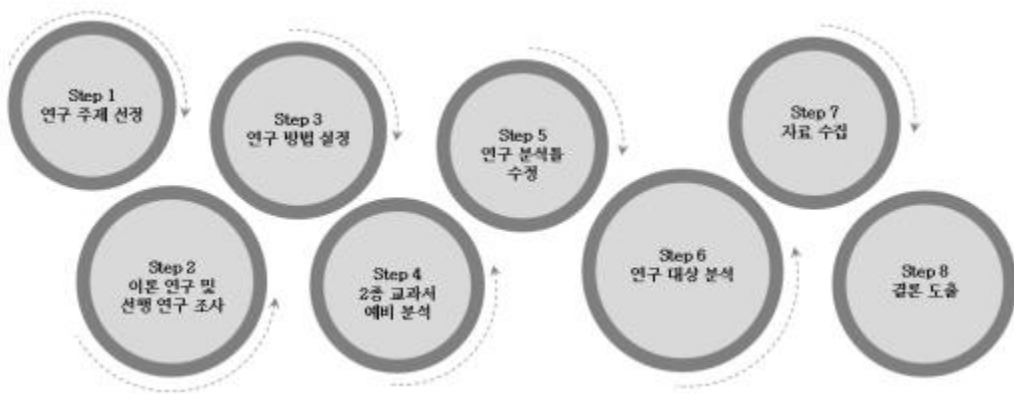 Step 1
연구 주제 선정
Step 2
이론 연구 및
선행 연구 조사
Step 3
연구 방법 설정
Step 4
2종 교과서
예비 분석
Step 5
연구 분석틀
수정
Step 6
연구 대상 분석
Step 7
자료 수집
Step 8
결론 도출